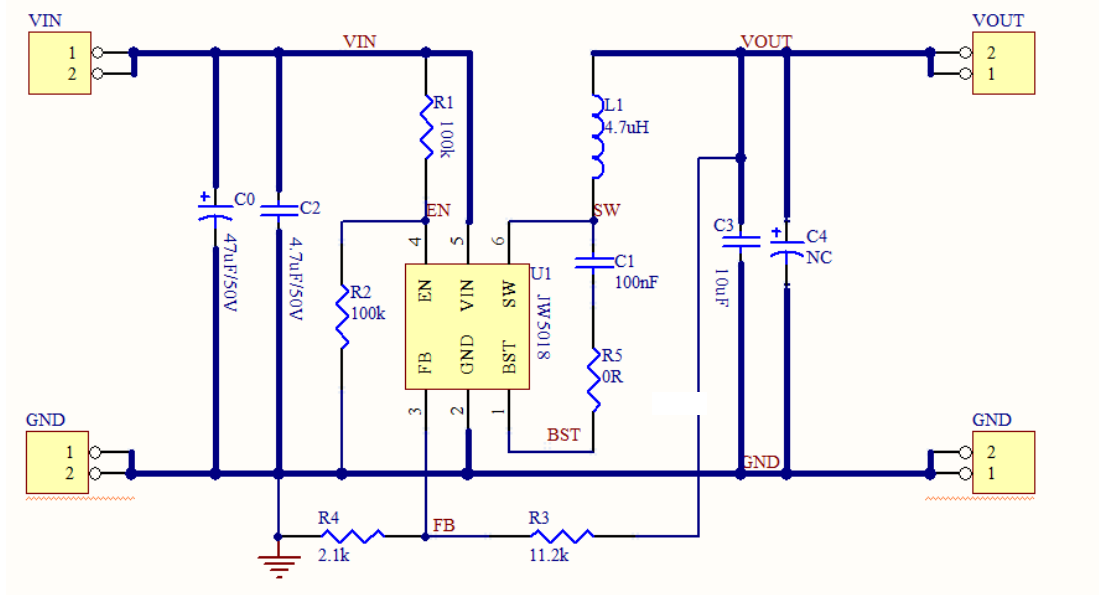 VIN
1
2
VIN
VOUT
VOUT
2
1
R1
100k
L1
4.7uH
C0
47uF/50V
C2
4.7uF/50V
EN
SW
4
5
6
C3
10uF
C4
NC
U1
JW5018
EN
VIN
SW
FB
GND
BST
C1
100nF
R2
100k
R5
0R
3
2
1
BST
GND
1
2
GND
GND
2
1
R4
2.1k
FB
R3
11.2k